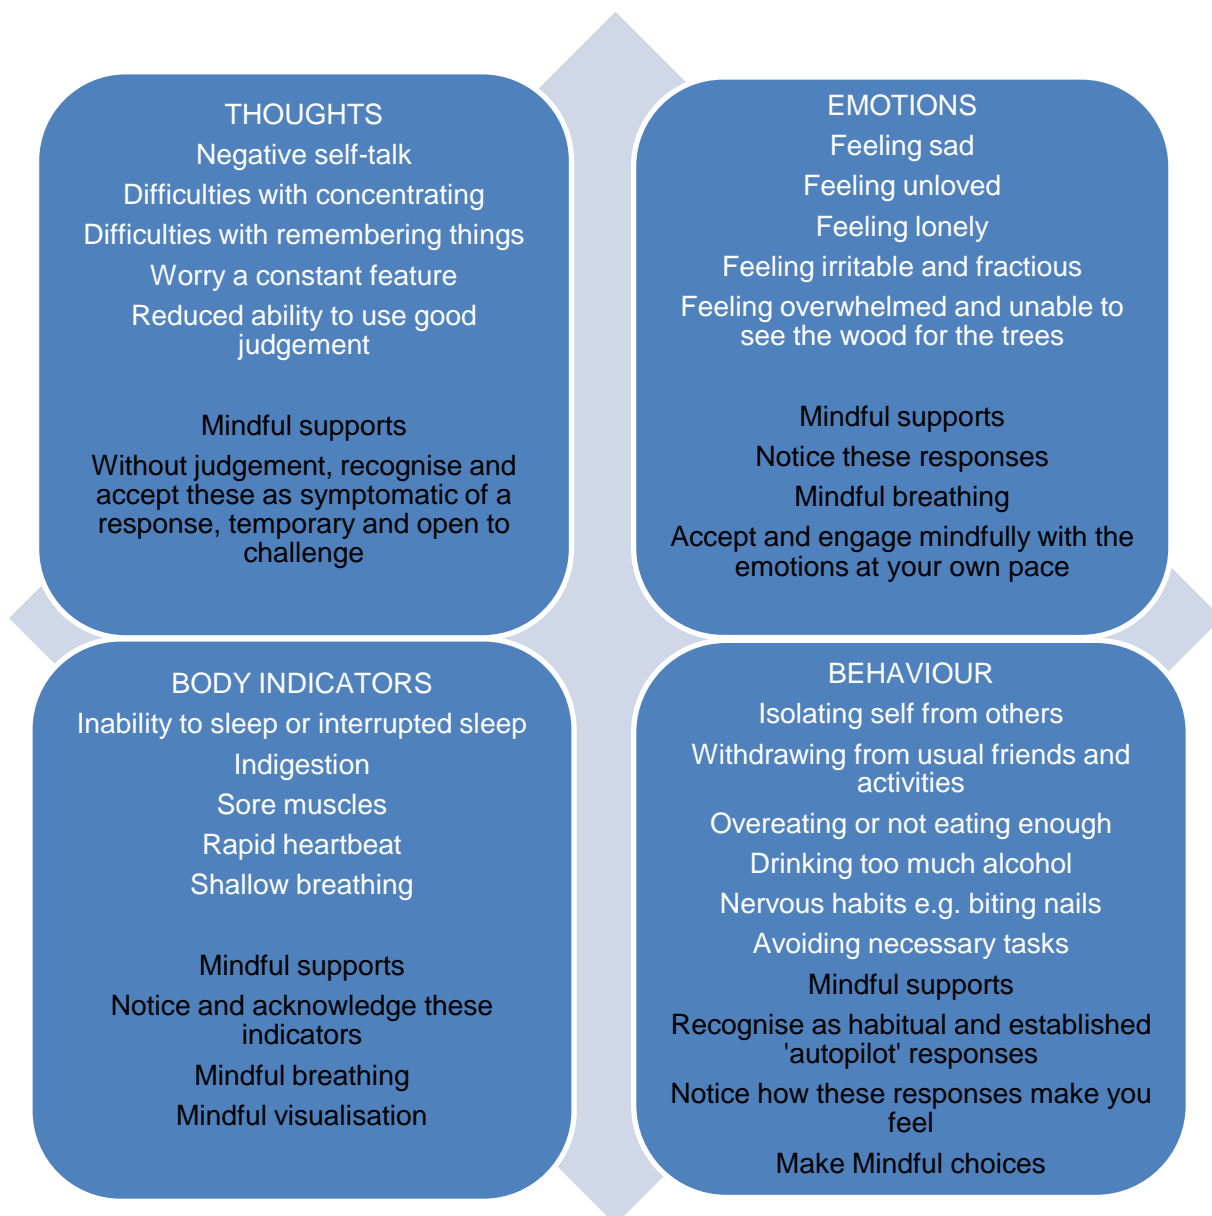 THOUGHTS
Negative self-talk
Difficulties with concentrating
Difficulties with remembering things
Worry a constant feature
Reduced ability to use good
judgement
Mindful supports
Without judgement, recognise and
accept these as symptomatic of a
response, temporary and open to
challenge
EMOTIONS
Feeling sad
Feeling unloved
Feeling lonely
Feeling irritable and fractious
Feeling overwhelmed and unable to
see the wood for the trees
Mindful supports
Notice these responses
Mindful breathing
Accept and engage mindfully with the
emotions at your own pace
BODY INDICATORS
Inability to sleep or interrupted sleep
Indigestion
Sore muscles
Rapid heartbeat
Shallow breathing
Mindful supports
Notice and acknowledge these
indicators
Mindful breathing
Mindful visualisation
BEHAVIOUR
Isolating self from others
Withdrawing from usual friends and
activities
Overeating or not eating enough
Drinking too much alcohol
Nervous habits e.g. biting nails
Avoiding necessary tasks
Mindful supports
Recognise as habitual and established
'autopilot' responses
Notice how these responses make you
feel
Make Mindful choices